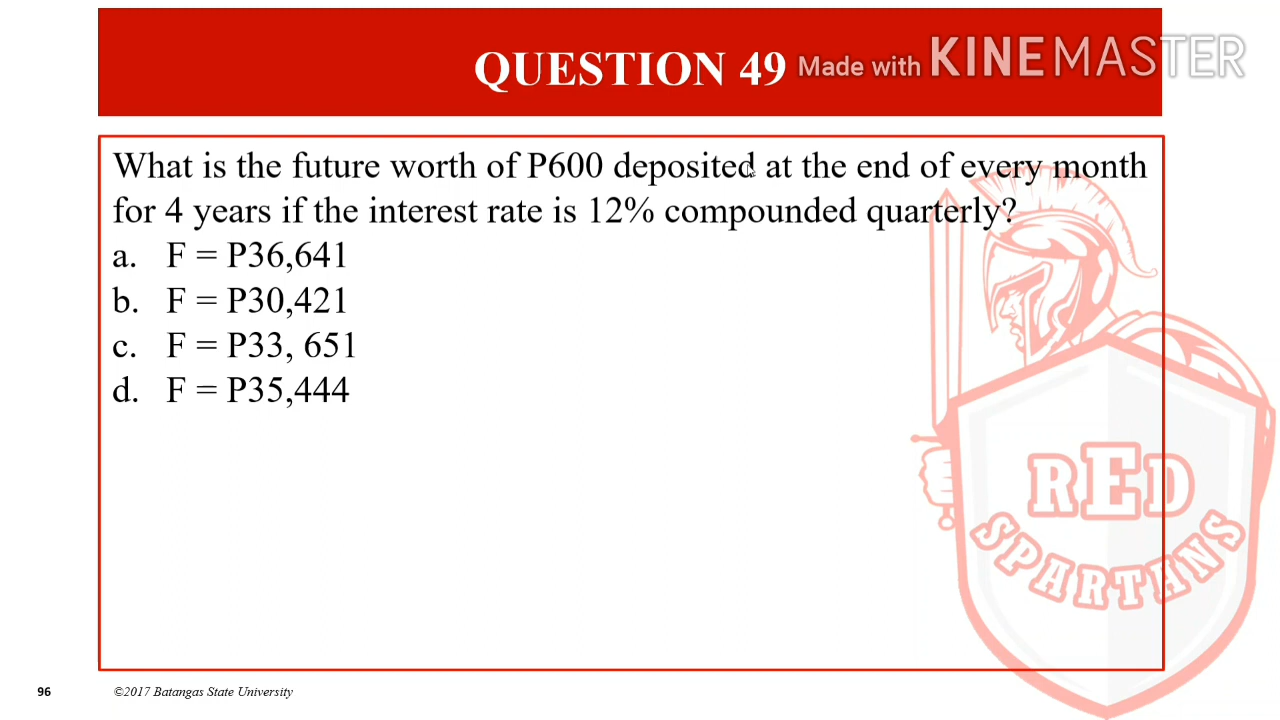 QUESTION 49
Made with KINEMASTER
What is the future worth of P600 deposited at the end of every month
for 4 years if the interest rate is 12% compounded quarterly?
a. F = P36,641
b. F = P30,421
c. F = P33, 651
d. F = P35,444
RED
SPARTANS
96 ©2017 Batangas State University